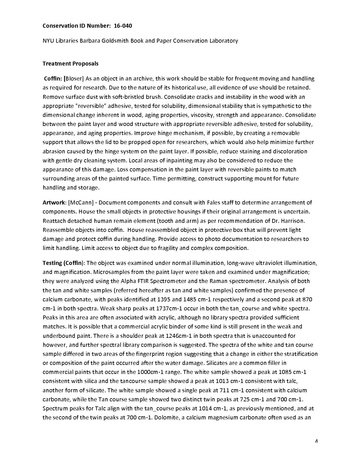 Conservation ID Number: 16-040
NYU Libraries Barbara Goldsmith Book and Paper Conservation Laboratory
Treatment Proposals
Coffin: [Bloser] As an object in an archive, this work should be stable for frequent moving and handling
as required for research. Due to the nature of its historical use, all evidence of use should be retained.
Remove surface dust with soft-bristle brush. Consolidate cracks and instability in the wood with an
appropriate "reversible" adhesive, tested for solubility, dimensional stability that is sympathetic to the
dimensional change inherent in wood, aging properties, viscosity, strength and appearance. Consolidate
between the paint layer and wood structure with appropriate reversible adhesive, tested for solubility,
appearance, and aging properties. Improve hinge mechanism, if possible, by creating a removable
support that allows the lid to be propped open for researchers, which would also help minimize further
abrasion caused by the hinge system on the paint layer. If possible, reduce staining and discoloration
with gentle dry cleaning system. Local areas of inpainting may also be considered to reduce the
appearance of this damage. Loss compensation in the paint layer with reversible paints to match
surrounding areas of the painted surface. Time permitting, construct supporting mount for future
handling and storage.
Artwork: [McCann] - Document components and consult with Fales staff to determine arrangement of
components. House the small objects in protective housings if their original arrangement is uncertain.
Reattach detached human remain element (tooth and arm) as per recommendation of Dr. Harrison.
Reassemble objects into coffin. House reassembled object in protective box that will prevent light
damage and protect coffin during handling. Provide access to photo documentation to researchers to
limit handling. Limit access to object due to fragility and complex composition.
Testing (Coffin): The object was examined under normal illumination, long-wave ultraviolet illumination,
and magnification. Microsamples from the paint layer were taken and examined under magnification;
they were analyzed using the Alpha FTIR Spectrometer and the Raman spectrometer. Analysis of both
the tan and white samples (referred hereafter as tan and white samples) confirmed the presence of
calcium carbonate, with peaks identified at 1395 and 1485 cm-1 respectively and a second peak at 870
cm-1 in both spectra. Weak sharp peaks at 1737cm-1 occur in both the tan_course and white spectra.
Peaks in this area are often associated with acrylic, although no library spectra provided sufficient
matches. It is possible that a commercial acrylic binder of some kind is still present in the weak and
underbound paint. There is a shoulder peak at 1246cm-1 in both spectra that is unaccounted for
however, and further spectral library comparison is suggested. The spectra of the white and tan course
sample differed in two areas of the fingerprint region suggesting that a change in either the stratification
or composition of the paint occurred after the water damage. Silicates are a common filler in
commercial paints that occur in the 1000cm-1 range. The white sample showed a peak at 1085 cm-1
consistent with silica and the tancourse sample showed a peak at 1013 cm-1 consistent with talc,
another form of silicate. The white sample showed a single peak at 711 cm-1 consistent with calcium
carbonate, while the Tan course sample showed two distinct twin peaks at 725 cm-1 and 700 cm-1.
Spectrum peaks for Talc align with the tan_course peaks at 1014 cm-1, as previously mentioned, and at
the second of the twin peaks at 700 cm-1. Dolomite, a calcium magnesium carbonate often used as an